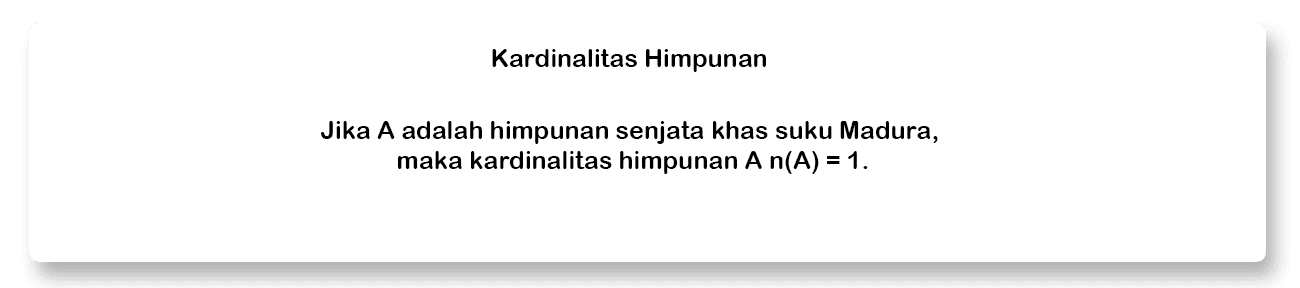 Kardinalitas Himpunan
Jika A adalah himpunan senjata khas suku Madura,
maka kardinalitas himpunan A n(A) = 1.